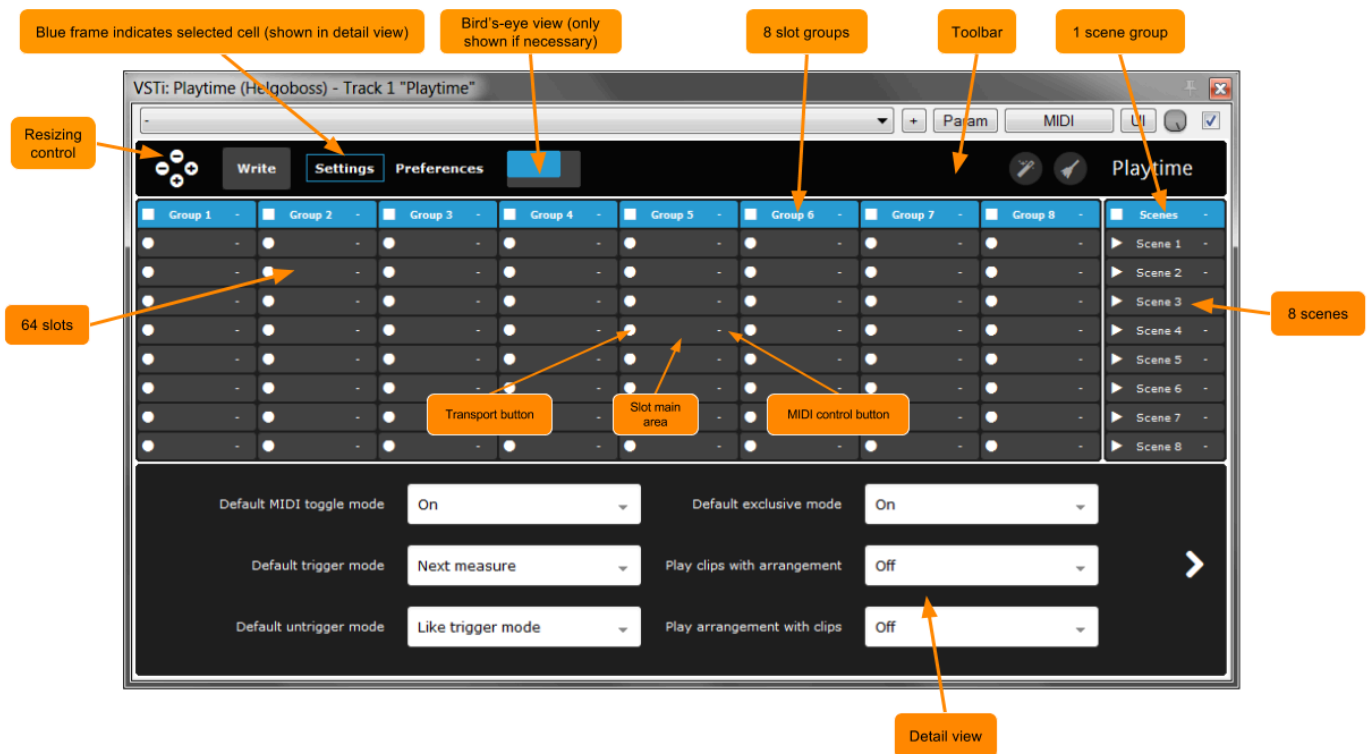 Blue frame indicates selected cell (shown in detail view)
Bird's-eye view (only
shown if necessary)
8 slot groups
Toolbar
1 scene group
VSTi: Playtime (Helgoboss) - Track 1 "Playtime"
-
+
Param
MIDI
UI
Resizing
control
Write
Settings
Preferences
Playtime
Group 1 - Group 2 - Group 3 - Group 4 - Group 5 - Group 6 - Group 7 - Group 8 - Scenes -
- - - - - - - - Scene 1 -
- - - - - - - - Scene 2 -
- - - - - - - - Scene 3 -
- - - - - - - - Scene 4 -
- - - - - - - - Scene 5 -
- - - - - - - Scene 6 -
- - - - - Scene 7 -
- - - - - - - - Scene 8 -
64 slots
8 scenes
Transport button
Slot main
area
MIDI control button
Default MIDI toggle mode On
Default exclusive mode On
Default trigger mode Next measure
Play clips with arrangement Off
Default untrigger mode Like trigger mode
Play arrangement with clips Off
Detail view